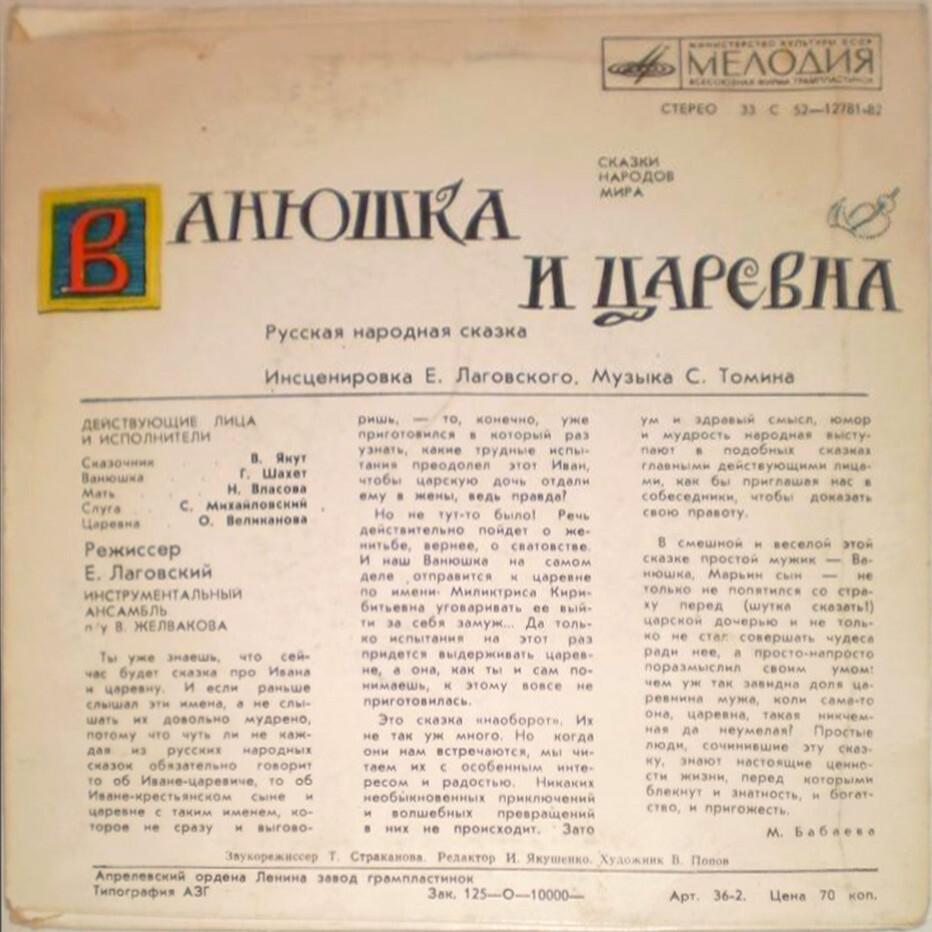 МИНИСТЕРСТВО КУЛЬТУРЫ СССР
МЕЛОДИЯ
ВСЕСОЮЗНАЯ ФИРМА ГРАМПЛАСТИНОК
СТЕРЕО 33 С 52—12781-82
СКАЗКИ
НАРОДОВ
МИРА
ВАНЮШКА
И ЦАРЕВНА
Русская народная сказка
Инсценировка Е. Лаговского, Музыка С. Томина
ДЕЙСТВУЮЩИЕ ЛИЦА
И ИСПОЛНИТЕЛИ
Сказочник В. Якут
Ванюшка Г. Шахет
Мать Н. Власова
Слуга С. Михайловский
Царевна О. Великанова
Режиссер
Е. Лаговский
ИНСТРУМЕНТАЛЬНЫЙ
АНСАМБЛЬ
п/у В. ЖЕЛВАКОВА
Ты уже знаешь, что сей-
час будет сказка про Ивана
и царевну. И если раньше
слышал эти имена, а не слы-
шать их довольно мудрено,
потому что чуть ли не каж-
дая из русских народных
сказок обязательно говорит
то об Иване-царевиче, то об
Иване-крестьянском сыне и
царевне с таким именем, ко-
торое не сразу и выгово-
ришь, — то, конечно, уже
приготовился в который раз
узнать, какие трудные испы-
тания преодолел этот Иван,
чтобы царскую дочь отдали
ему в жены, ведь правда?
Но не тут-то было! Речь
действительно пойдет о же-
нитьбе, вернее, о сватовстве.
И наш Ванюшка на самом
деле отправится к царевне
по имени Миликтриса Кири-
битьевна уговаривать ее вый-
ти за себя замуж... Да толь-
ко испытания на этот раз
придется выдерживать царев-
не, а она, как ты и сам по-
нимаешь, к этому вовсе не
приготовилась.
Это сказка «наоборот». Их
не так уж много. Но когда
они нам встречаются, мы чи-
таем их с особенным инте-
ресом и радостью. Никаких
необыкновенных приключений
и волшебных превращений
в них не происходит. Зато
ум и здравый смысл, юмор
и мудрость народная высту-
пают в подобных сказках
главными действующими лица-
ми, как бы приглашая нас в
собеседники, чтобы доказать
свою правоту.
В смешной и веселой этой
сказке простой мужик — Ва-
нюшка, Марьин сын — не
только не попятился со стра-
ху перед (шутка сказать!)
царской дочерью и не толь-
ко не стал совершать чудеса
ради нее, а просто-напросто
поразмыслил своим умом:
чем уж так завидна доля ца-
ревнина мужа, коли сама-то
она, царевна, такая никчем-
ная да неумелая? Простые
люди, сочинившие эту сказ-
ку, знают настоящие ценно-
сти жизни, перед которыми
блекнут и знатность, и богат-
ство, и пригожесть.
М. Бабаева
Звукорежиссер Т. Страканова. Редактор И. Якушенко. Художник В. Попов
Апрелевский ордена Ленина завод грампластинок
Типография АЗГ Зак. 125—О—10000— Арт. 36-2. Цена 70 коп.